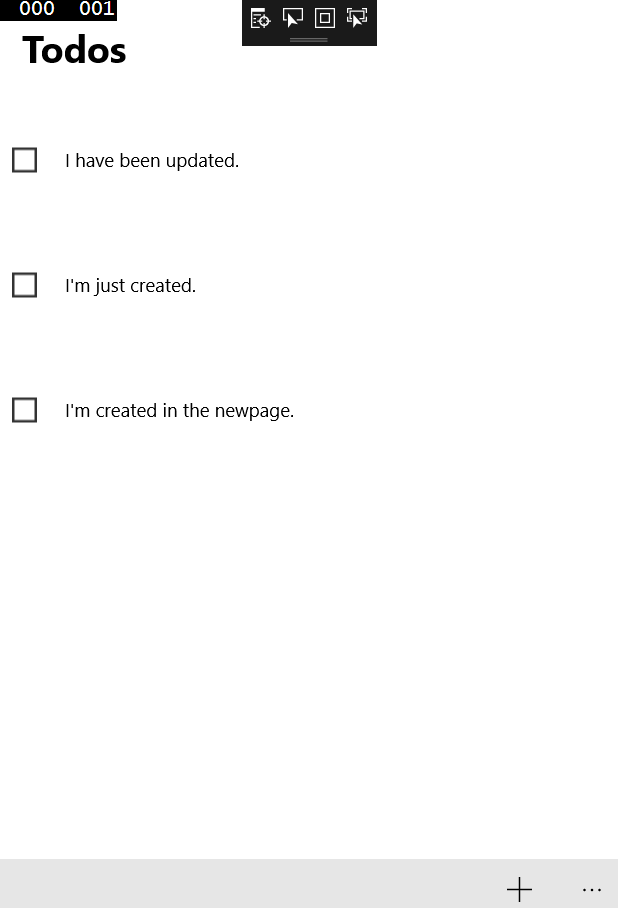 000 001
Todos
I have been updated.
I'm just created.
I'm created in the newpage.